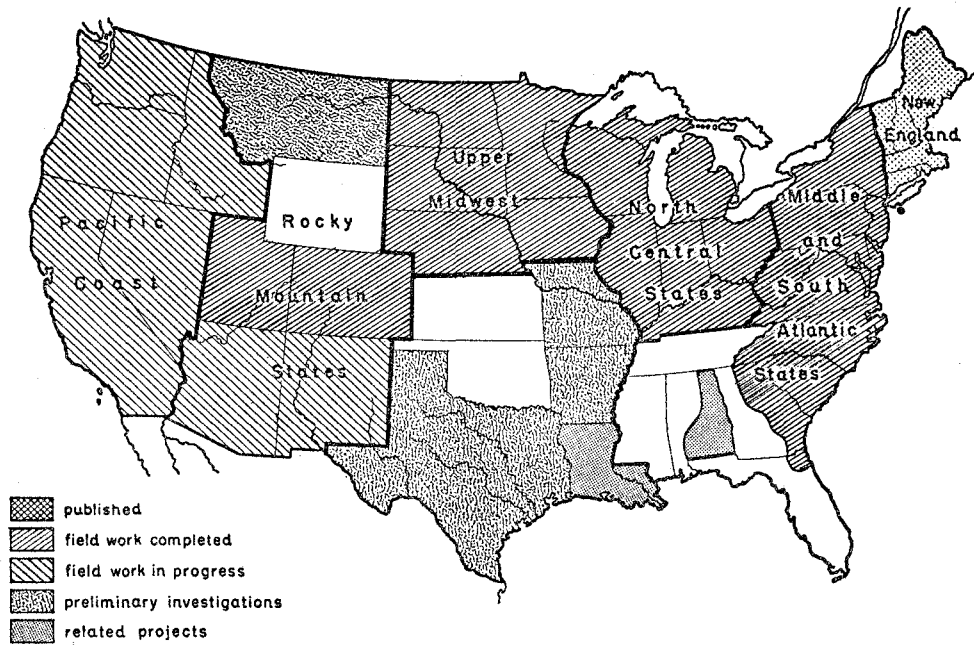 New
England
Upper
Midwest
Middle
North
Pacific
Rocky
and
Central
Coast
Mountain
States
South
Atlantic
States
States
published
field work completed
field work in progress
preliminary investigations
related projects